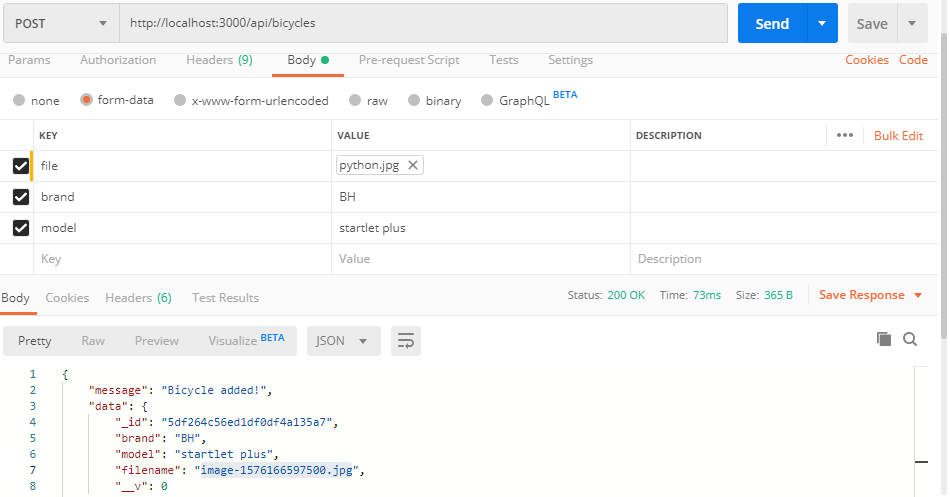 POST http://localhost:3000/api/bicycles Send Save
Params Authorization Headers (9) Body Pre-request Script Tests Settings Cookies Code
none form-data x-www-form-urlencoded raw binary GraphQL BETA
KEY VALUE DESCRIPTION ••• Bulk Edit
file python.jpg
brand BH
model startlet plus
Key Value Description
Body Cookies Headers (6) Test Results Status: 200 OK Time: 73ms Size: 365 B Save Response
Pretty Raw Preview Visualize BETA JSON
1 {
2 "message": "Bicycle added!",
3 "data": {
4 "_id": "5df264c56ed1df0df4a135a7",
5 "brand": "BH",
6 "model": "startlet plus",
7 "filename": "image-1576166597500.jpg",
8 "__v": 0